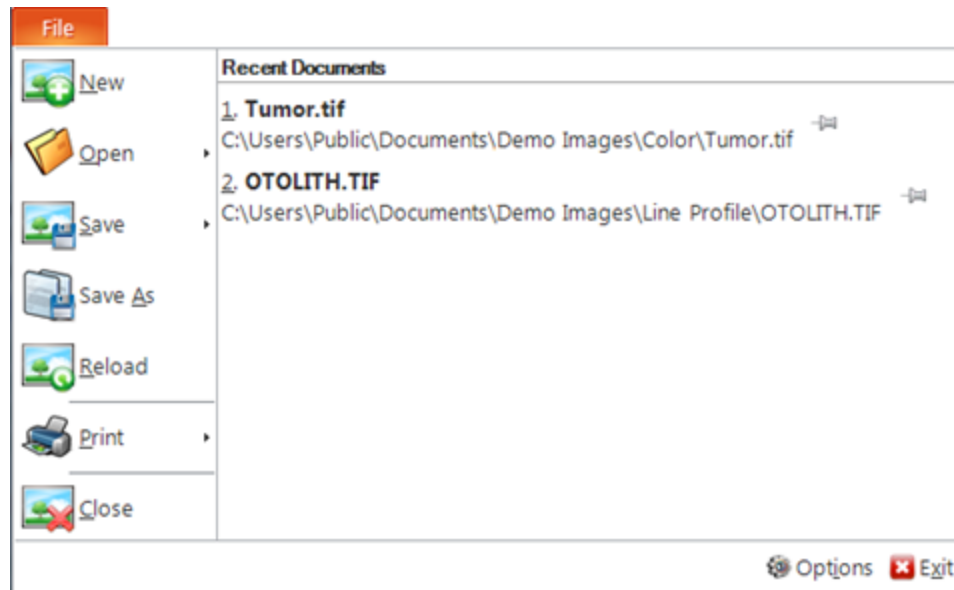 File
New
Open
Save
Save As
Reload
Print
Close
Recent Documents
1. Tumor.tif
C:\Users\Public\Documents\Demo Images\Color\Tumor.tif
2. OTOLITH.TIF
C:\Users\Public\Documents\Demo Images\Line Profile\OTOLITH.TIF
Options
Exit